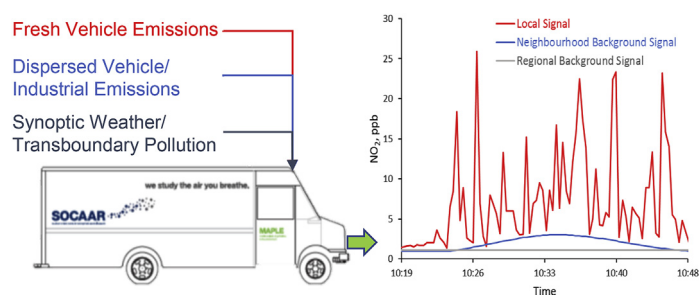 Fresh Vehicle Emissions
Dispersed Vehicle/
Industrial Emissions
Synoptic Weather/
Transboundary Pollution
we study the air you breathe.
SOCAAR
MAPLE
30
25
20
15
10
5
0
NO2, ppb
Local Signal
Neighbourhood Background Signal
Regional Background Signal
10:19
10:26
10:33
10:40
10:48
Time